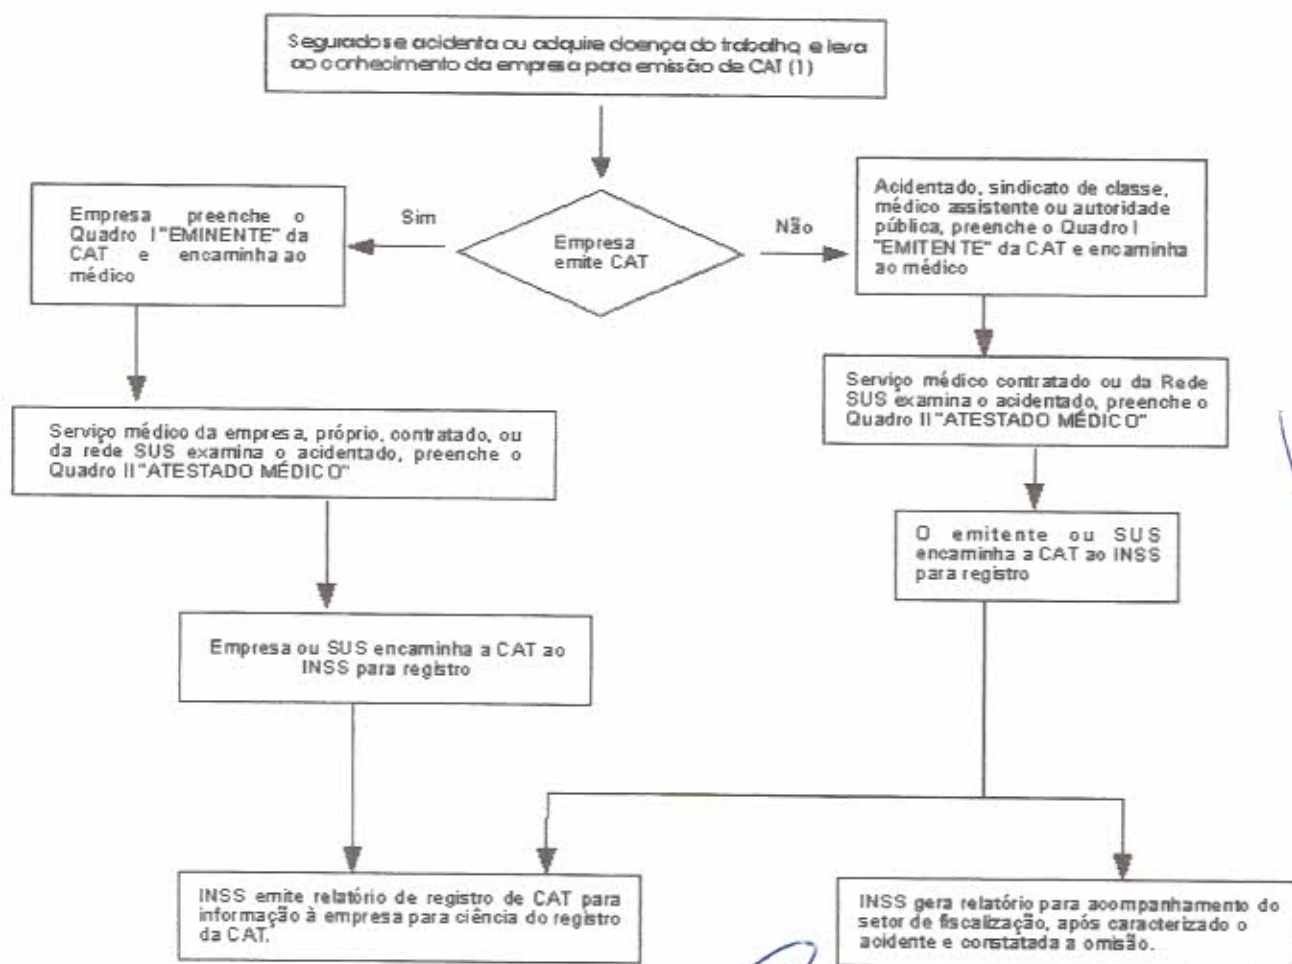 Segurado se acidenta ou adquire doença do trabalho, e leva
ao conhecimento da empresa para emissão de CAT (1)
Empresa preenche o
Quadro I "EMINENTE" da
CAT e encaminha ao
médico
Sim
Empresa
emite CAT
Não
Acidentado, sindicato de classe,
médico assistente ou autoridade
pública, preenche o Quadro I
"EMITENTE" da CAT e encaminha
ao médico
Serviço médico da empresa, próprio, contratado, ou
da rede SUS examina o acidentado, preenche o
Quadro II "ATESTADO MÉDICO"
Serviço médico contratado ou da Rede
SUS examina o acidentado, preenche o
Quadro II "ATESTADO MÉDICO"
O emitente ou SUS
encaminha a CAT ao INSS
para registro
Empresa ou SUS encaminha a CAT ao
INSS para registro
INSS emite relatório de registro de CAT para
informação à empresa para ciência do registro
da CAT.
INSS gera relatório para acompanhamento do
setor de fiscalização, após caracterizado o
acidente e constatada a omissão.